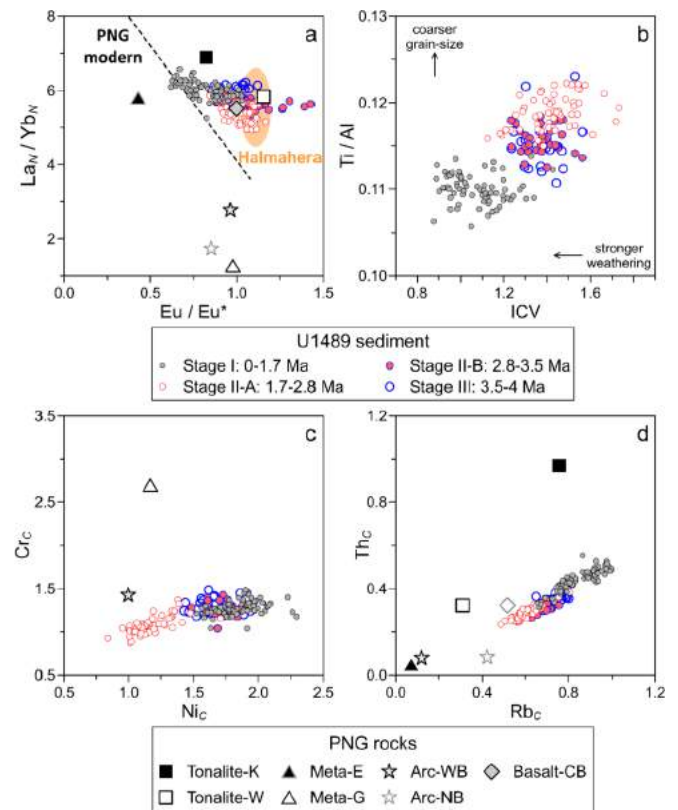 a
PNG
modern
Halmahera
La_N / Yb_N
8
6
4
2
0.0
0.5
1.0
1.5
Eu / Eu*
b
coarser
grain-size
stronger
weathering
Ti / Al
0.13
0.12
0.11
0.10
0.4
0.8
1.2
1.6
2.0
ICV
U1489 sediment
Stage I: 0-1.7 Ma
Stage II-B: 2.8-3.5 Ma
Stage II-A: 1.7-2.8 Ma
Stage III: 3.5-4 Ma
c
Cr_C
3.5
2.5
1.5
0.5
0.5
1.0
1.5
2.0
2.5
Ni_C
d
Th_C
1.2
0.8
0.4
0.0
0.0
0.4
0.8
1.2
Rb_C
PNG rocks
Tonalite-K
Meta-E
Arc-WB
Basalt-CB
Tonalite-W
Meta-G
Arc-NB